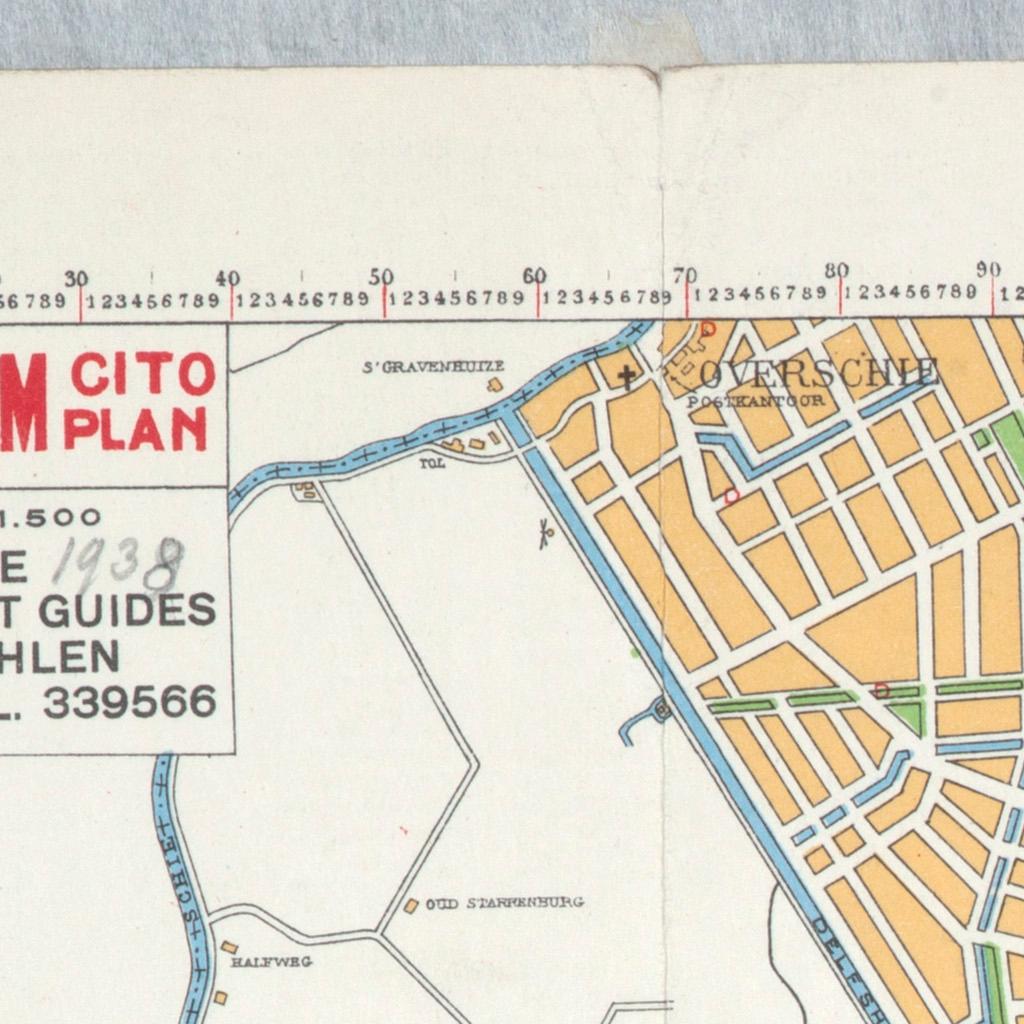 30 40 50 60 70 80 90
6789 123456789 123456789 123456789 123456789 123456789 123456789 12
M CITO
PLAN
1.500
E 1938
T GUIDES
HLEN
L. 339566
S'GRAVENHUIZE
TOL
OVERSCHIE
POSTKANTOOR
SCHIE
OUD STARRENBURG
HALFWEG
DELFSH